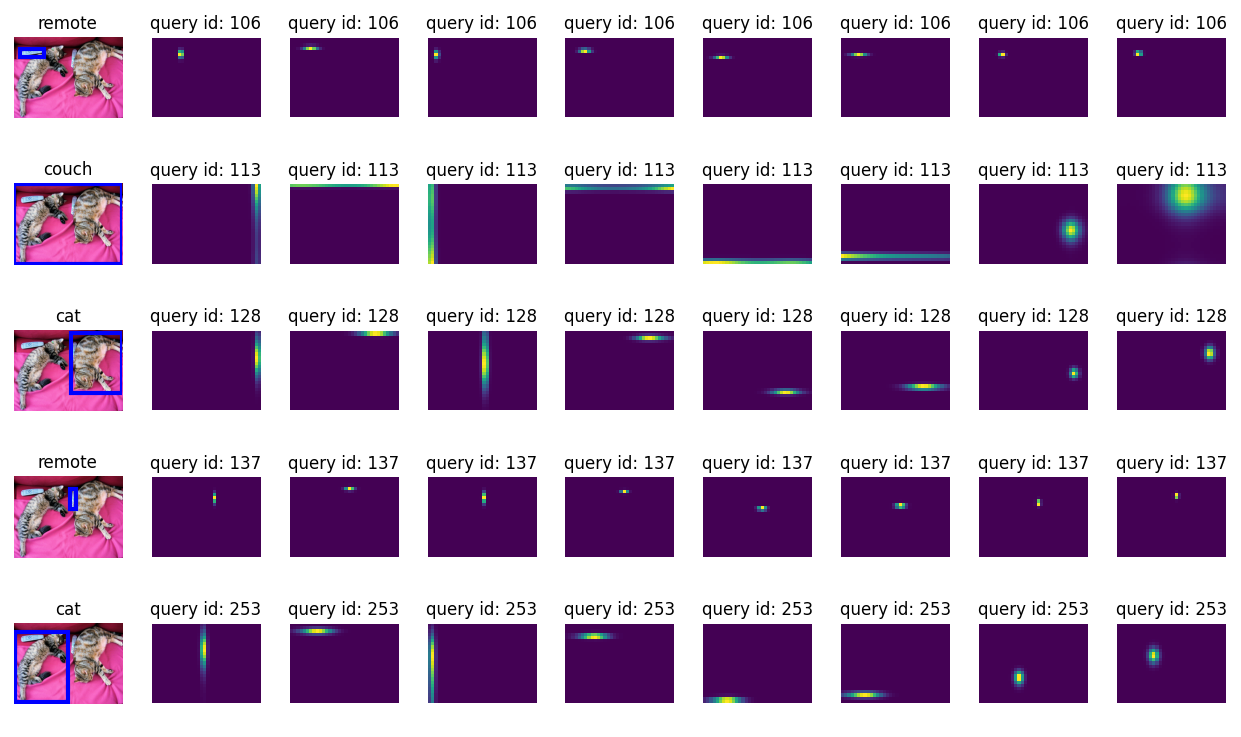 remote query id: 106 query id: 106 query id: 106 query id: 106 query id: 106 query id: 106 query id: 106 query id: 106
couch query id: 113 query id: 113 query id: 113 query id: 113 query id: 113 query id: 113 query id: 113 query id: 113
cat query id: 128 query id: 128 query id: 128 query id: 128 query id: 128 query id: 128 query id: 128 query id: 128
remote query id: 137 query id: 137 query id: 137 query id: 137 query id: 137 query id: 137 query id: 137 query id: 137
cat query id: 253 query id: 253 query id: 253 query id: 253 query id: 253 query id: 253 query id: 253 query id: 253